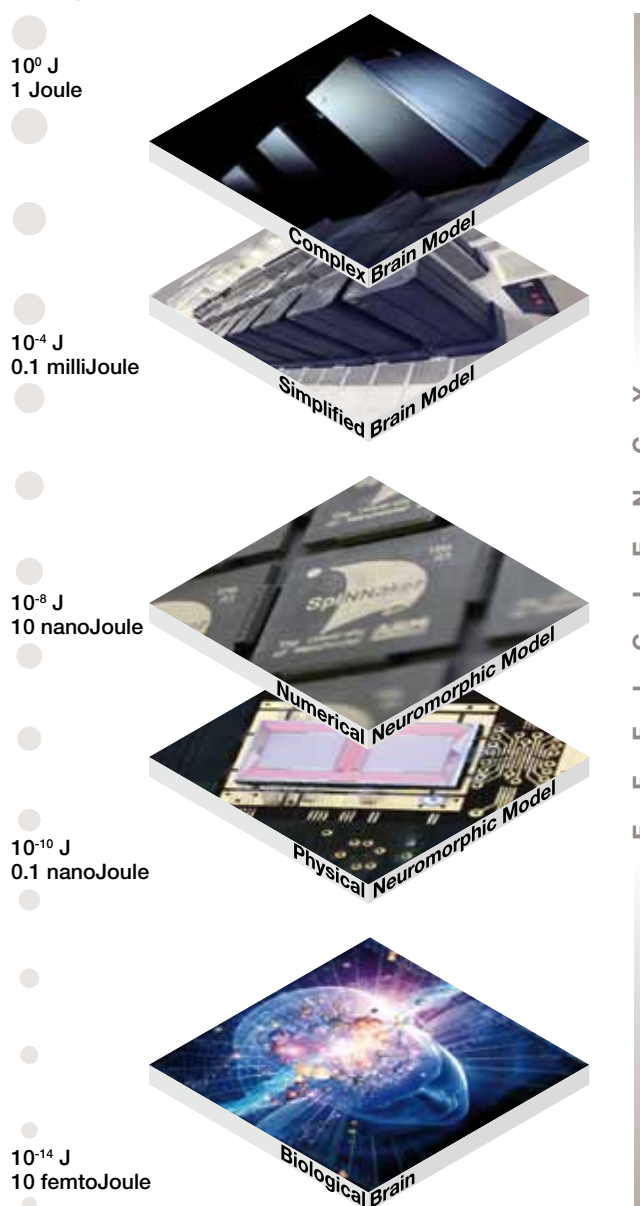 10⁰ J
1 Joule
Complex Brain Model
10⁻⁴ J
0.1 milliJoule
Simplified Brain Model
SpiNNaker
10⁻⁸ J
10 nanoJoule
Numerical Neuromorphic Model
10⁻¹⁰ J
0.1 nanoJoule
Physical Neuromorphic Model
10⁻¹⁴ J
10 femtoJoule
Biological Brain
EFFICIENCY